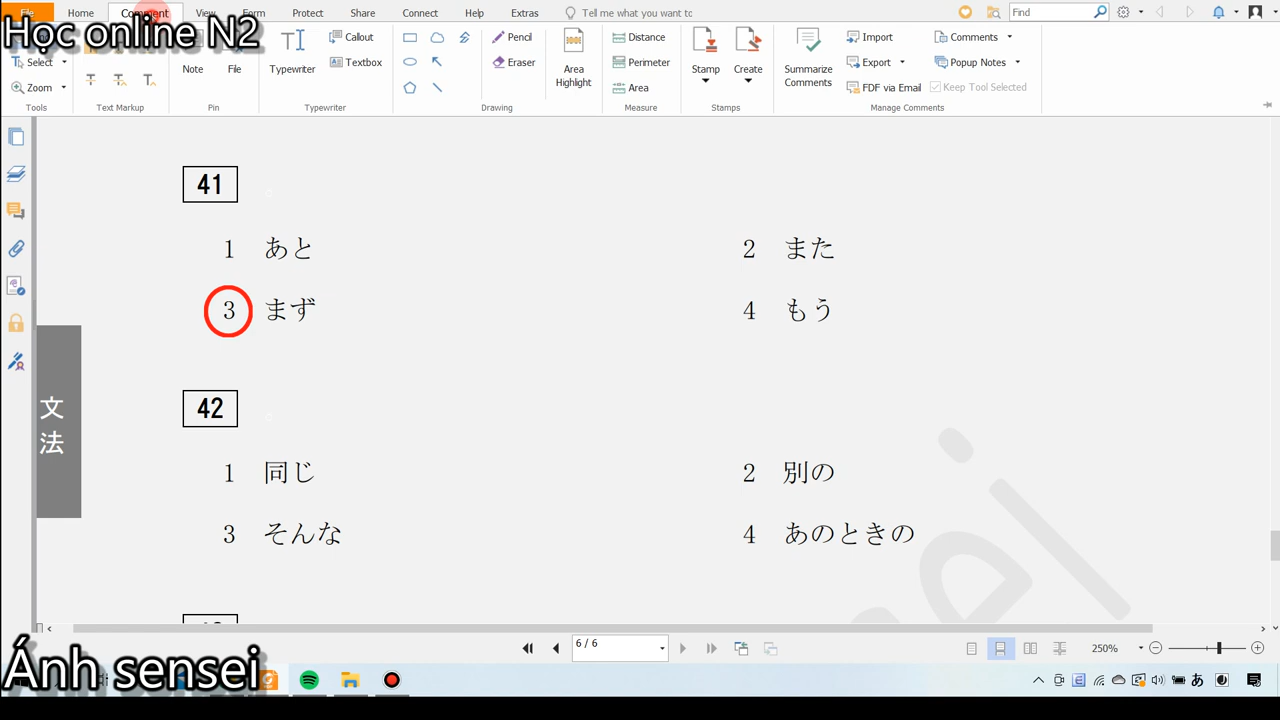 File Home Comment View Form Protect Share Connect Help Extras Tell me what you want tc Find
Học online N2
Select
Zoom
Tools
Text Markup
Note
File
Pin
Typewriter
Callout
Textbox
Typewriter
Pencil
Eraser
Area Highlight
Drawing
Distance
Perimeter
Area
Measure
Stamp
Create
Stamps
Summarize Comments
Import
Export
FDF via Email
Comments
Popup Notes
Keep Tool Selected
Manage Comments
41
1 あと
2 また
3 まず
4 もう
文法
42
1 同じ
2 別の
3 そんな
4 あのときの
sei
6 / 6
250%
Ánh sensei
あ